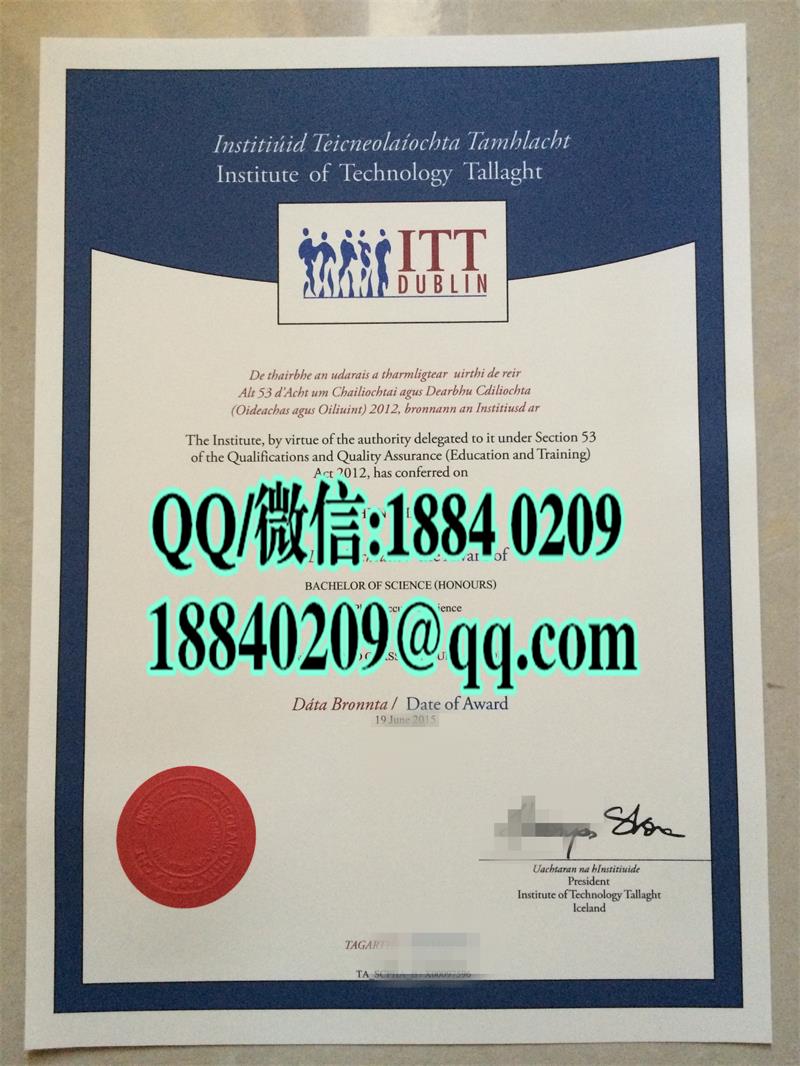 Institiúid Teicneolaíochta Tamhlacht
Institute of Technology Tallaght
ITT
DUBLIN
De thairbhe an udarais a tharmligtear uirthi de reir
Alt 53 d'Acht um Chailiochtai agus Dearbhu Cdiliochta
(Oideachas agus Oiliuint) 2012, bronnann an Institiusd ar
The Institute, by virtue of the authority delegated to it under Section 53
of the Qualifications and Quality Assurance (Education and Training)
Act 2012, has conferred on
QQ/微信:1884 0209
of
BACHELOR OF SCIENCE (HONOURS)
18840209@qq.com
Dáta Bronnta / Date of Award
19 June 2015
Uachtaran na hInstitiuide
President
Institute of Technology Tallaght
Iceland